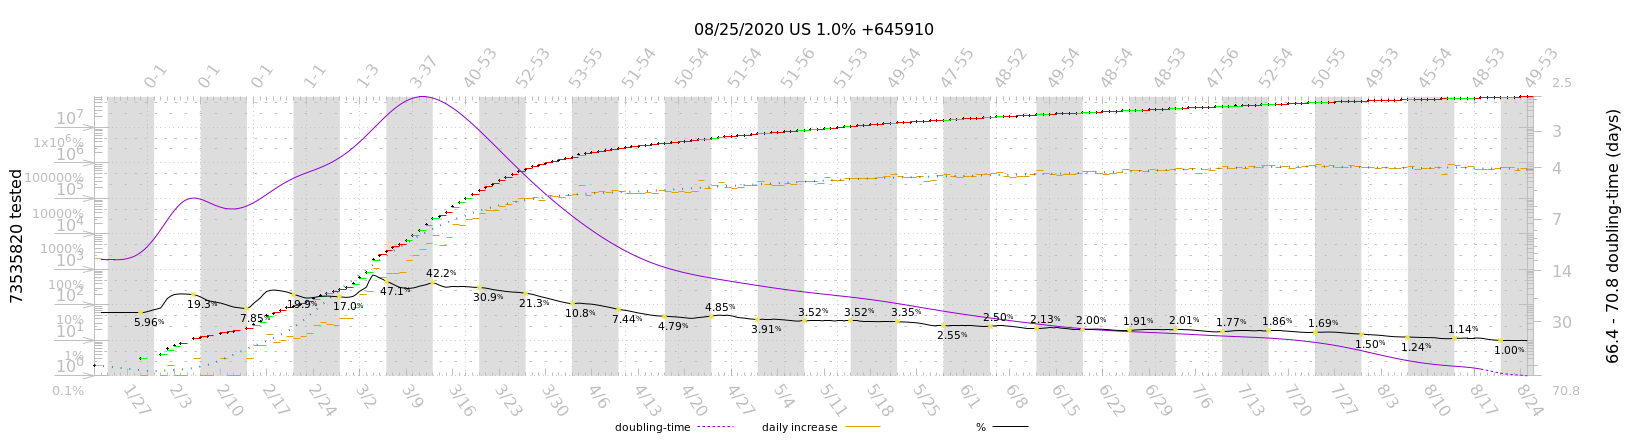 08/25/2020 US 1.0% +645910
0-1 0-1 0-1 1-1 1-3 3-37 40-53 52-53 53-55 51-54 50-54 51-54 51-56 51-53 49-54 47-55 48-52 49-54 48-54 48-53 47-56 52-54 50-55 49-53 45-54 48-53 49-53
73535820 tested
10⁷
1x10⁶%
10⁶
100000%
10⁵
10000%
10⁴
1000%
10³
100%
10²
10%
10¹
1%
10⁰
0.1%
2.5
3
4
7
14
30
70.8
66.4 - 70.8 doubling-time (days)
5.96% 19.3% 7.85% 19.9% 17.0% 47.1% 42.2% 30.9% 21.3% 10.8% 7.44% 4.79% 4.85% 3.91% 3.52% 3.52% 3.35% 2.55% 2.50% 2.13% 2.00% 1.91% 2.01% 1.77% 1.86% 1.69% 1.50% 1.24% 1.14% 1.00%
1/27 2/3 2/10 2/17 2/24 3/2 3/9 3/16 3/23 3/30 4/6 4/13 4/20 4/27 5/4 5/11 5/18 5/25 6/1 6/8 6/15 6/22 6/29 7/6 7/13 7/20 7/27 8/3 8/10 8/17 8/24
doubling-time daily increase %